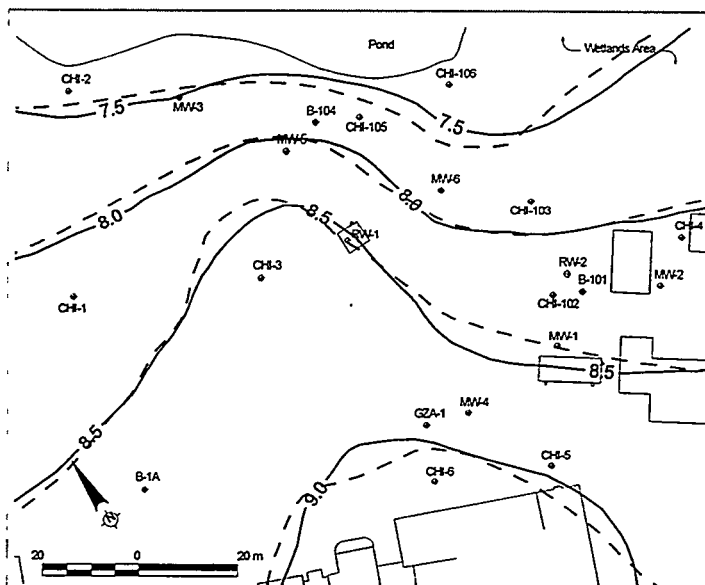 Pond
Wetlands Area
CHI-2
CHI-106
MW-3
7.5
B-104
CHI-105
7.5
MW-5
MW-6
8.0
CHI-103
8.0
8.5
RW-1
CHI-4
CHI-3
RW-2
B-101
MW-2
CHI-1
CHI-102
MW-1
8.5
GZA-1
MW-4
8.5
CHI-5
CHI-6
B-1A
9.0
N
20 0 20 m